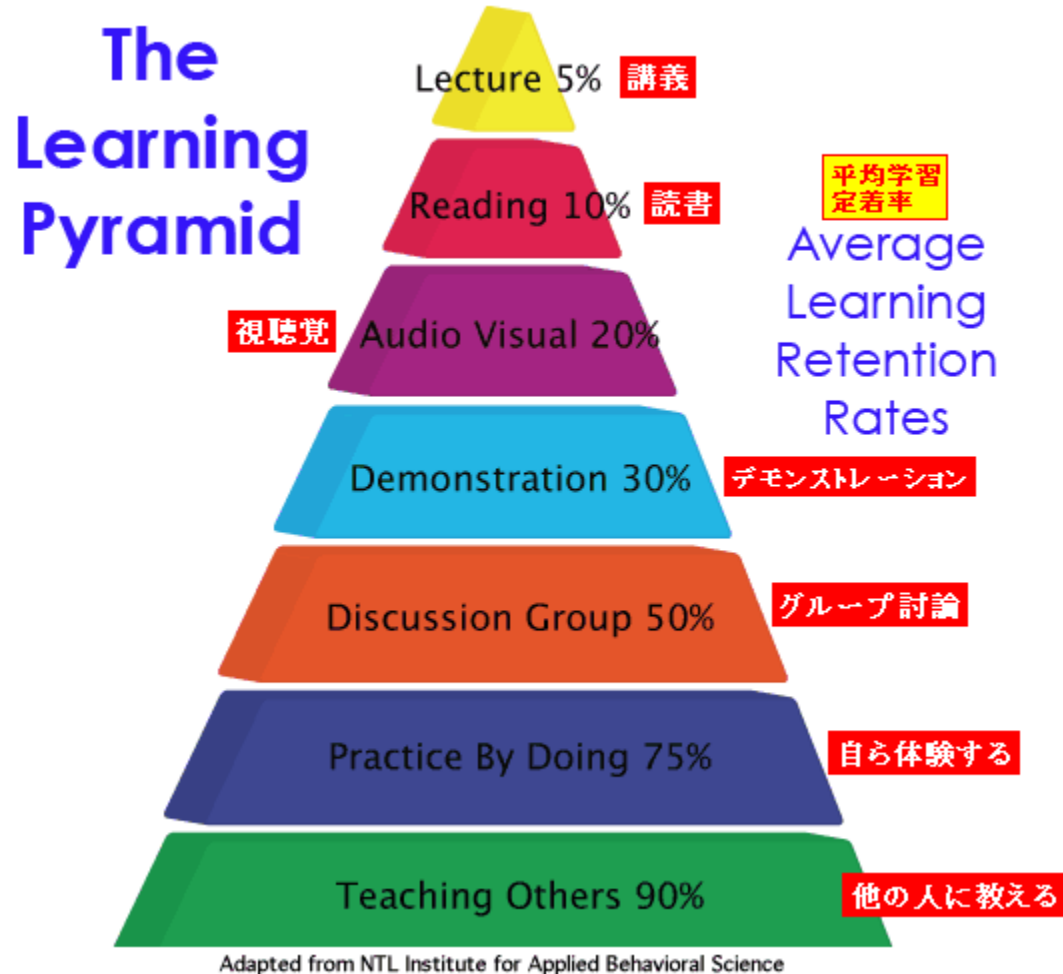 The
Learning
Pyramid
Lecture 5%
講義
Reading 10%
読書
平均学習
定着率
Average
Learning
Retention
Rates
視聴覚
Audio Visual 20%
Demonstration 30%
デモンストレーション
Discussion Group 50%
グループ討論
Practice By Doing 75%
自ら体験する
Teaching Others 90%
他の人に教える
Adapted from NTL Institute for Applied Behavioral Science